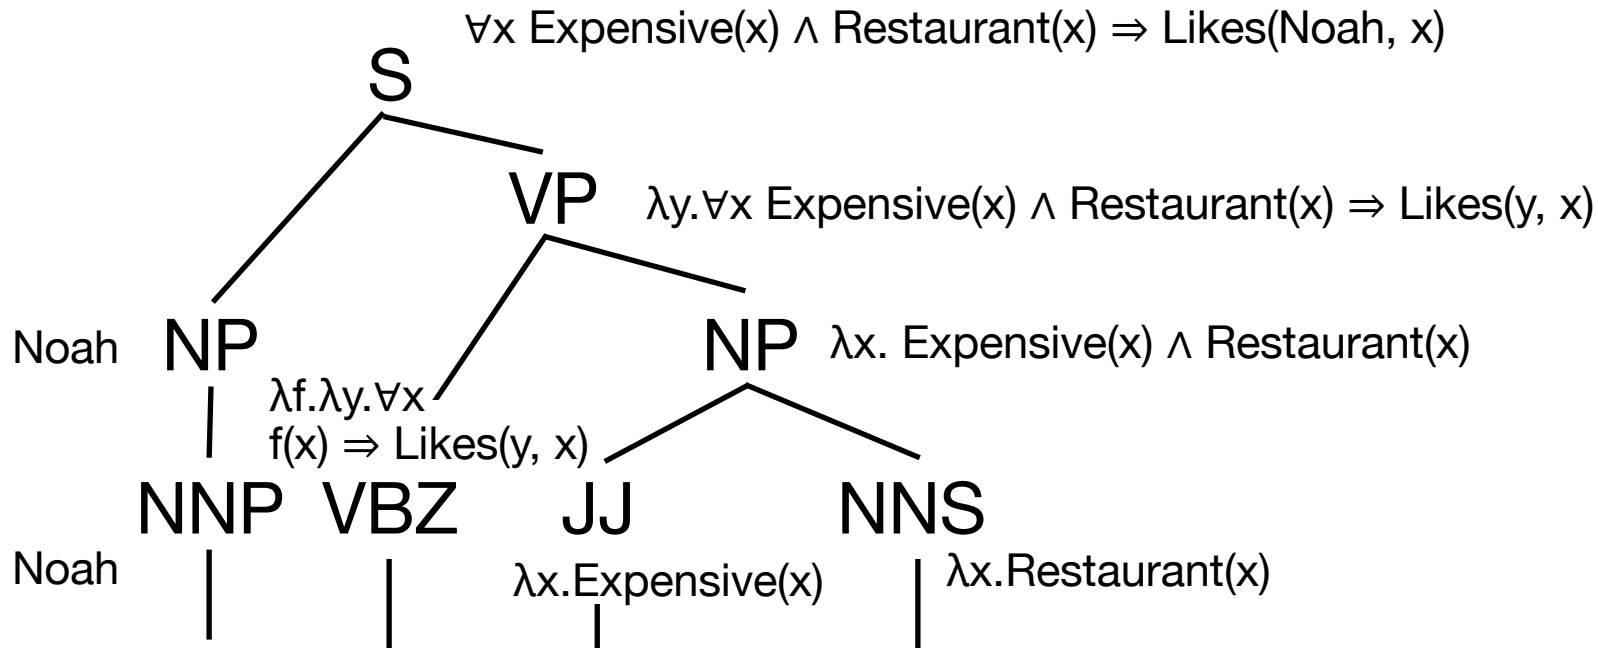 ∀x Expensive(x) ∧ Restaurant(x) ⇒ Likes(Noah, x)
S
VP λy.∀x Expensive(x) ∧ Restaurant(x) ⇒ Likes(y, x)
Noah NP NP λx. Expensive(x) ∧ Restaurant(x)
λf.λy.∀x
f(x) ⇒ Likes(y, x)
NNP VBZ JJ NNS
Noah λx.Expensive(x) λx.Restaurant(x)